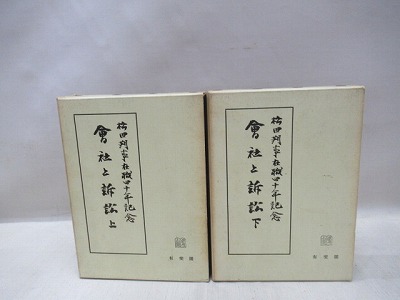 松田判事在職四十年記念
會社と訴訟 上
有斐閣
松田判事在職四十年記念
會社と訴訟 下
有斐閣